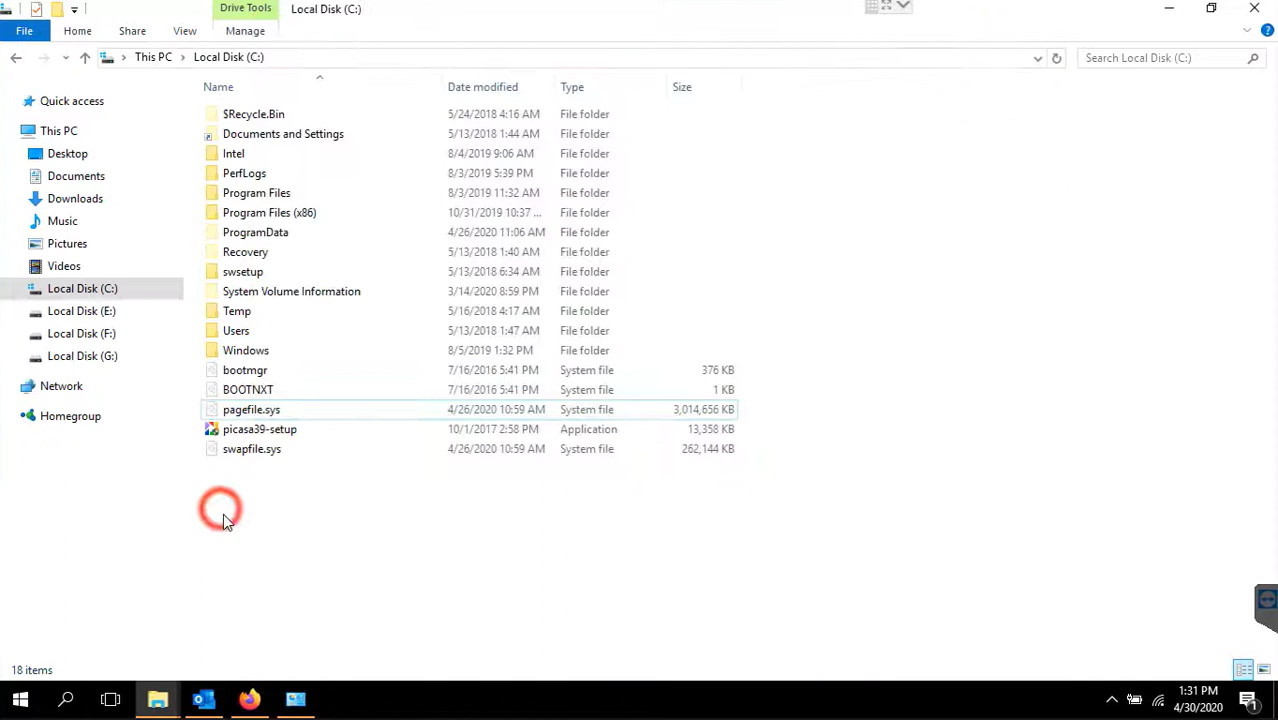 Drive Tools
Local Disk (C:)
File
Home
Share
View
Manage
This PC
Local Disk (C:)
Search Local Disk (C:)
Name
Date modified
Type
Size
Quick access
This PC
Desktop
Documents
Downloads
Music
Pictures
Videos
Local Disk (C:)
Local Disk (E:)
Local Disk (F:)
Local Disk (G:)
Network
Homegroup
$Recycle.Bin 5/24/2018 4:16 AM File folder
Documents and Settings 5/13/2018 1:44 AM File folder
Intel 8/4/2019 9:06 AM File folder
PerfLogs 8/3/2019 5:39 PM File folder
Program Files 8/3/2019 11:32 AM File folder
Program Files (x86) 10/31/2019 10:37 ... File folder
ProgramData 4/26/2020 11:06 AM File folder
Recovery 5/13/2018 1:40 AM File folder
swsetup 5/13/2018 6:34 AM File folder
System Volume Information 3/14/2020 8:59 PM File folder
Temp 5/16/2018 4:17 AM File folder
Users 5/13/2018 1:47 AM File folder
Windows 8/5/2019 1:32 PM File folder
bootmgr 7/16/2016 5:41 PM System file 376 KB
BOOTNXT 7/16/2016 5:41 PM System file 1 KB
pagefile.sys 4/26/2020 10:59 AM System file 3,014,656 KB
picasa39-setup 10/1/2017 2:58 PM Application 13,358 KB
swapfile.sys 4/26/2020 10:59 AM System file 262,144 KB
18 items
1:31 PM
4/30/2020
1